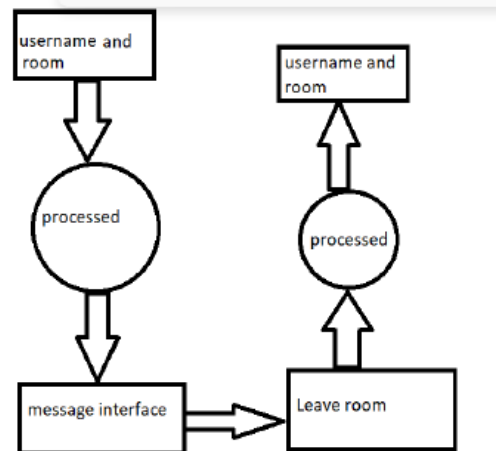 username and
room
processed
message interface
Leave room
processed
username and
room